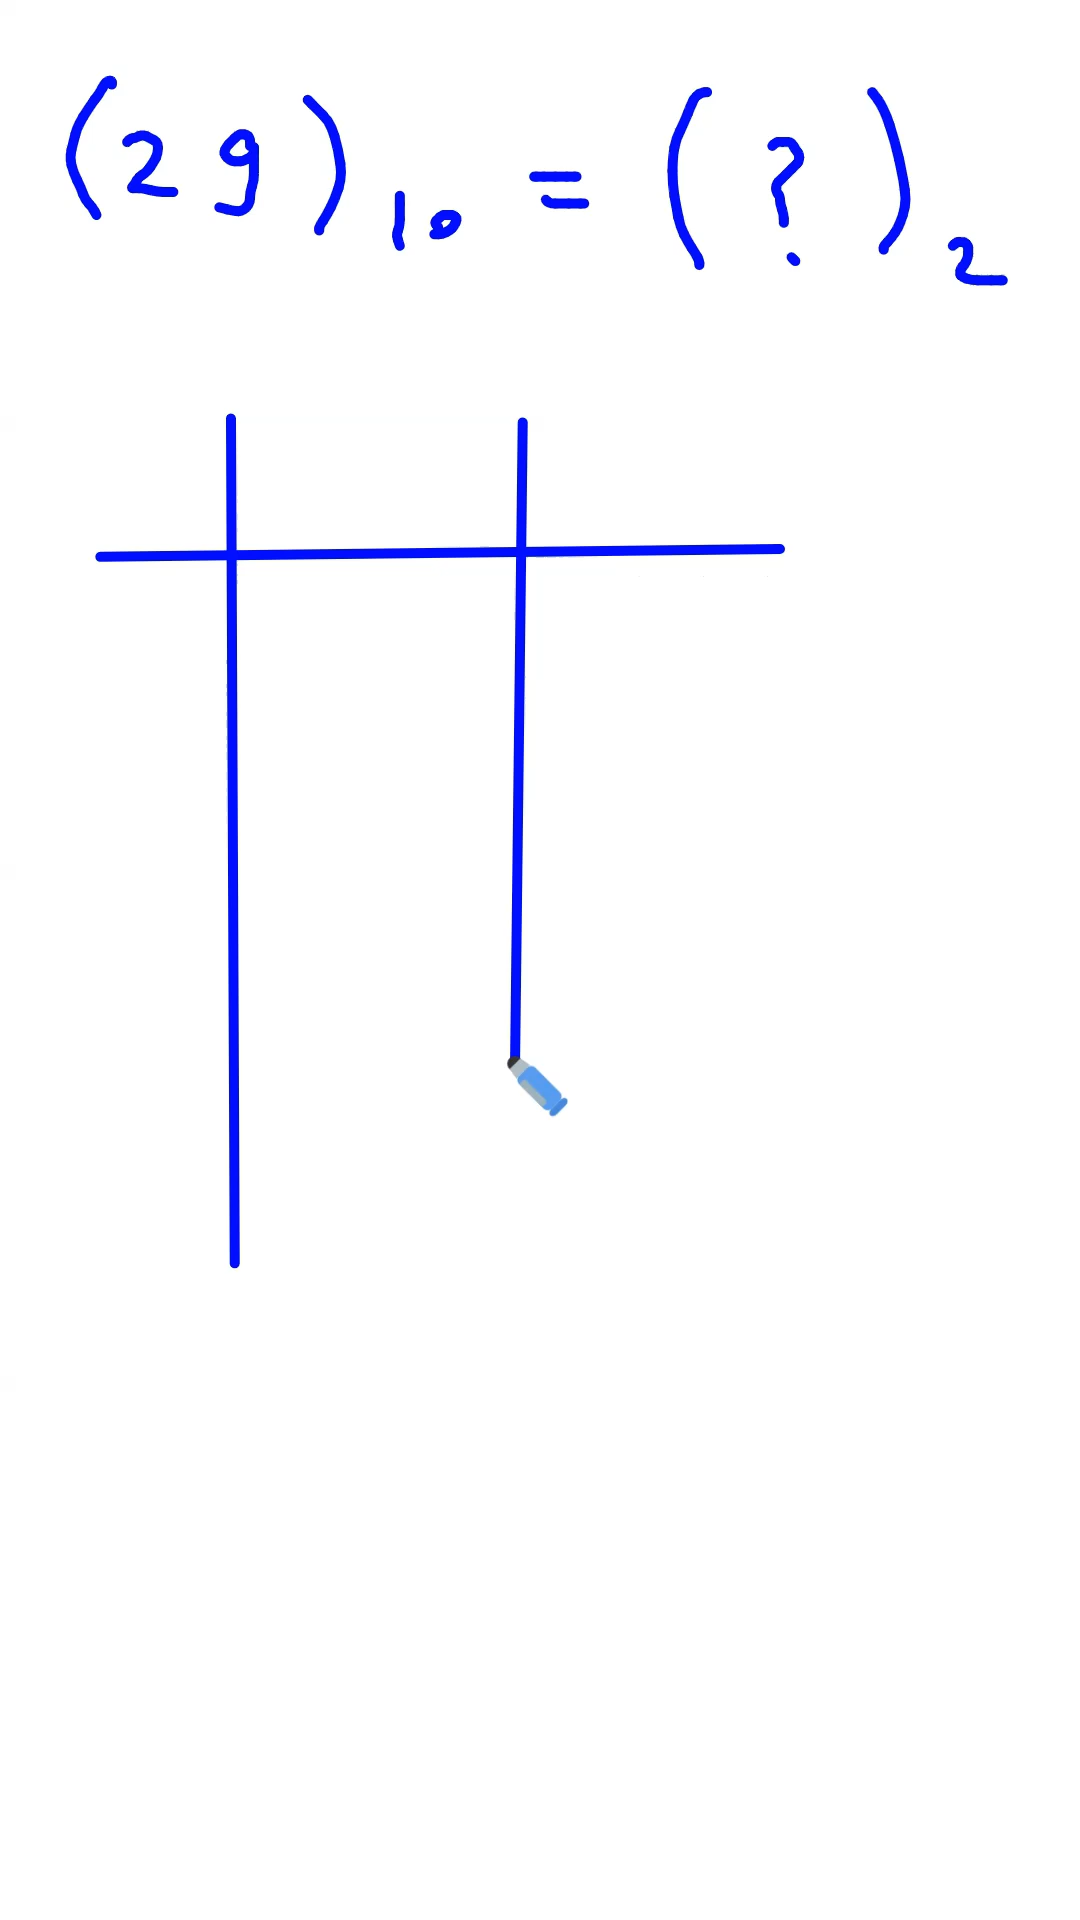 (29)₁₀ = (?)₂